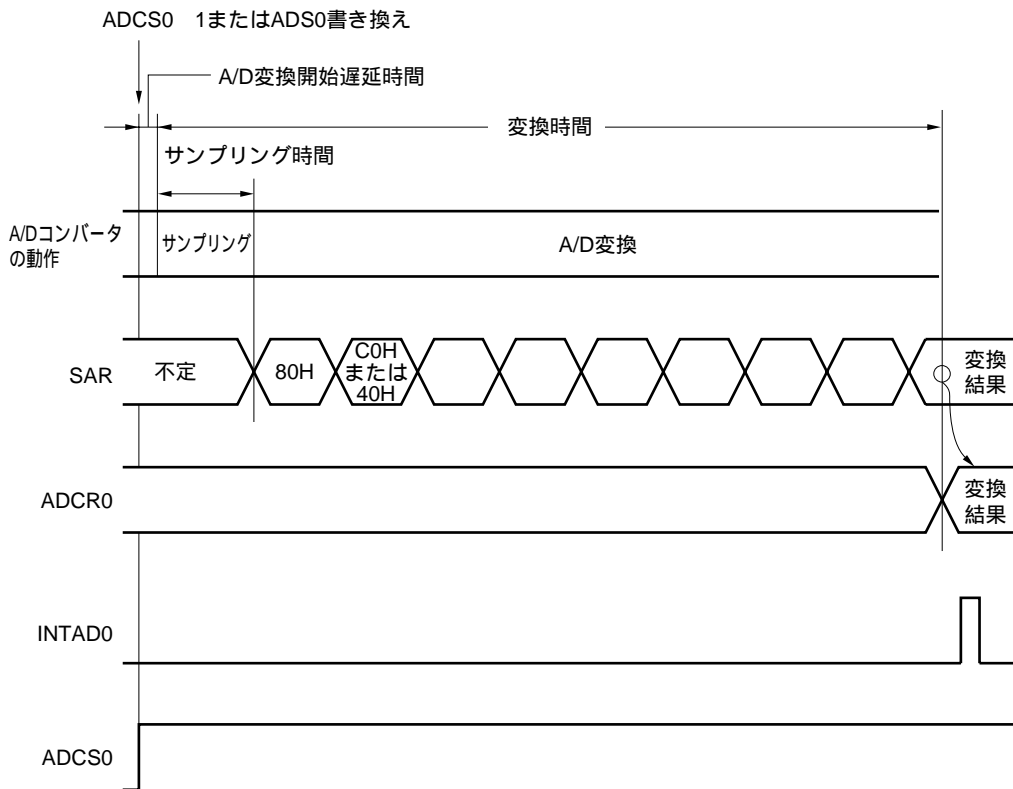 ADCS0 1またはADS0書き換え
A/D変換開始遅延時間
変換時間
サンプリング時間
A/Dコンバータ
の動作
サンプリング
A/D変換
SAR
不定
80H
C0H
または
40H
変換
結果
ADCR0
変換
結果
INTAD0
ADCS0